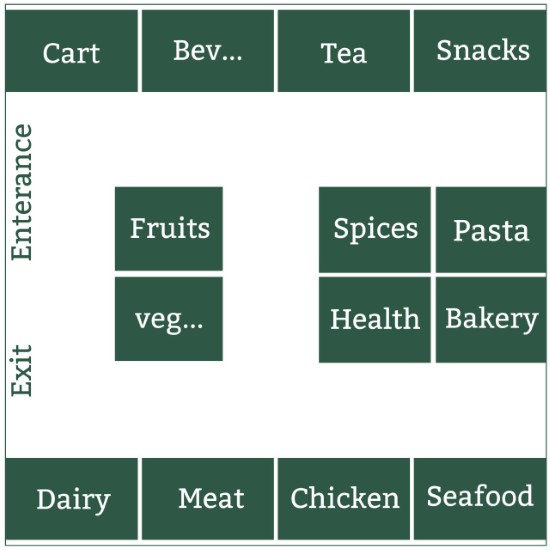 Cart
Bev...
Tea
Snacks
Enterance
Fruits
Spices
Pasta
veg...
Health
Bakery
Exit
Dairy
Meat
Chicken
Seafood